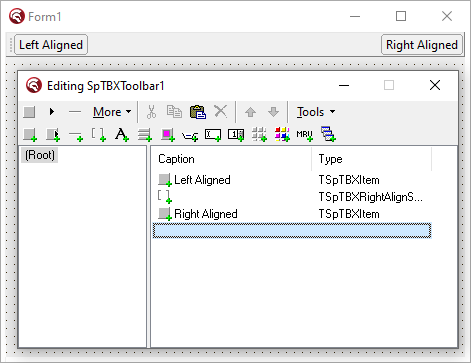 Form1
Left Aligned
Right Aligned
Editing SpTBXToolbar1
More
Tools
A
MRU
(Root)
Caption
Type
Left Aligned
TSpTBXItem
TSpTBXRightAlignS...
Right Aligned
TSpTBXItem